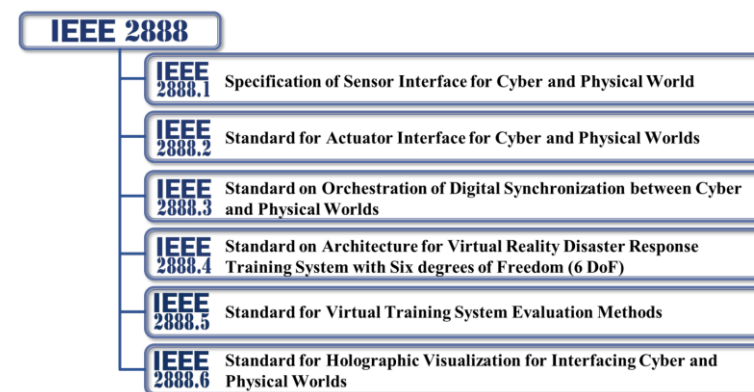 IEEE 2888
IEEE
2888.1
Specification of Sensor Interface for Cyber and Physical World
IEEE
2888.2
Standard for Actuator Interface for Cyber and Physical Worlds
IEEE
2888.3
Standard on Orchestration of Digital Synchronization between Cyber
and Physical Worlds
IEEE
2888.4
Standard on Architecture for Virtual Reality Disaster Response
Training System with Six degrees of Freedom (6 DoF)
IEEE
2888.5
Standard for Virtual Training System Evaluation Methods
IEEE
2888.6
Standard for Holographic Visualization for Interfacing Cyber and
Physical Worlds